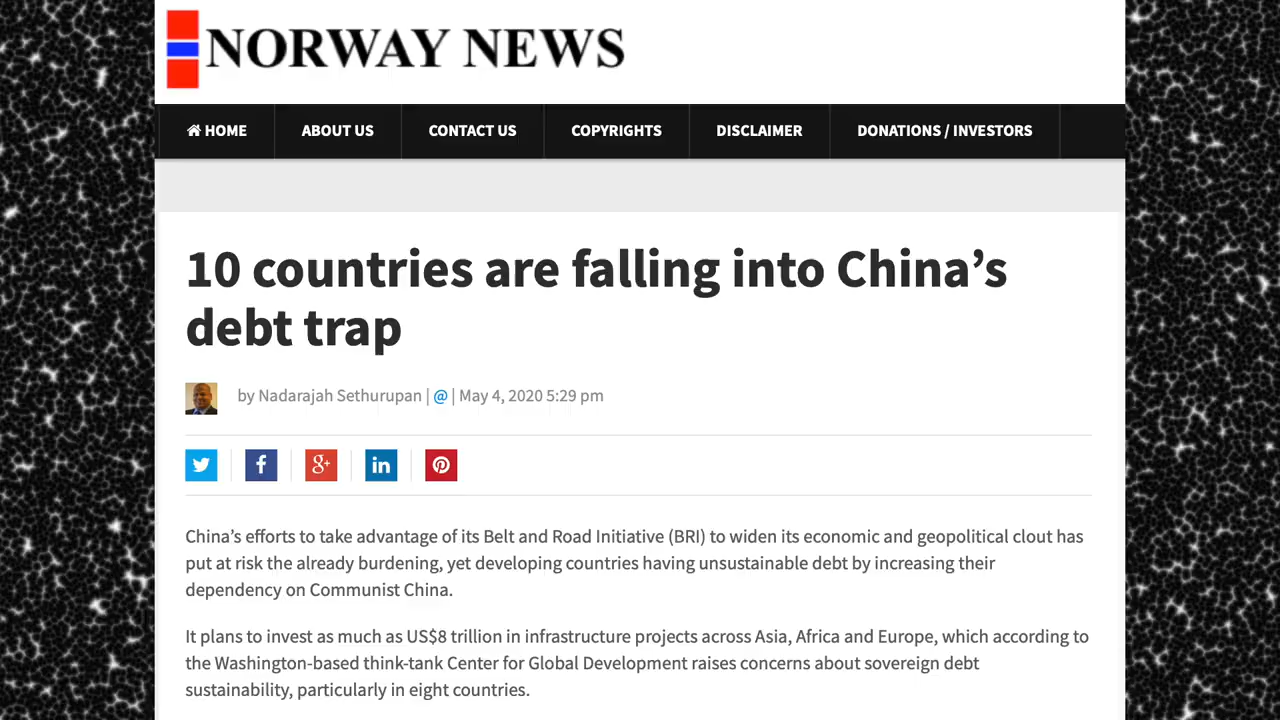 NORWAY NEWS
HOME ABOUT US CONTACT US COPYRIGHTS DISCLAIMER DONATIONS / INVESTORS
10 countries are falling into China’s
debt trap
by Nadarajah Sethurupan | @ | May 4, 2020 5:29 pm
China’s efforts to take advantage of its Belt and Road Initiative (BRI) to widen its economic and geopolitical clout has
put at risk the already burdening, yet developing countries having unsustainable debt by increasing their
dependency on Communist China.
It plans to invest as much as US$8 trillion in infrastructure projects across Asia, Africa and Europe, which according to
the Washington-based think-tank Center for Global Development raises concerns about sovereign debt
sustainability, particularly in eight countries.